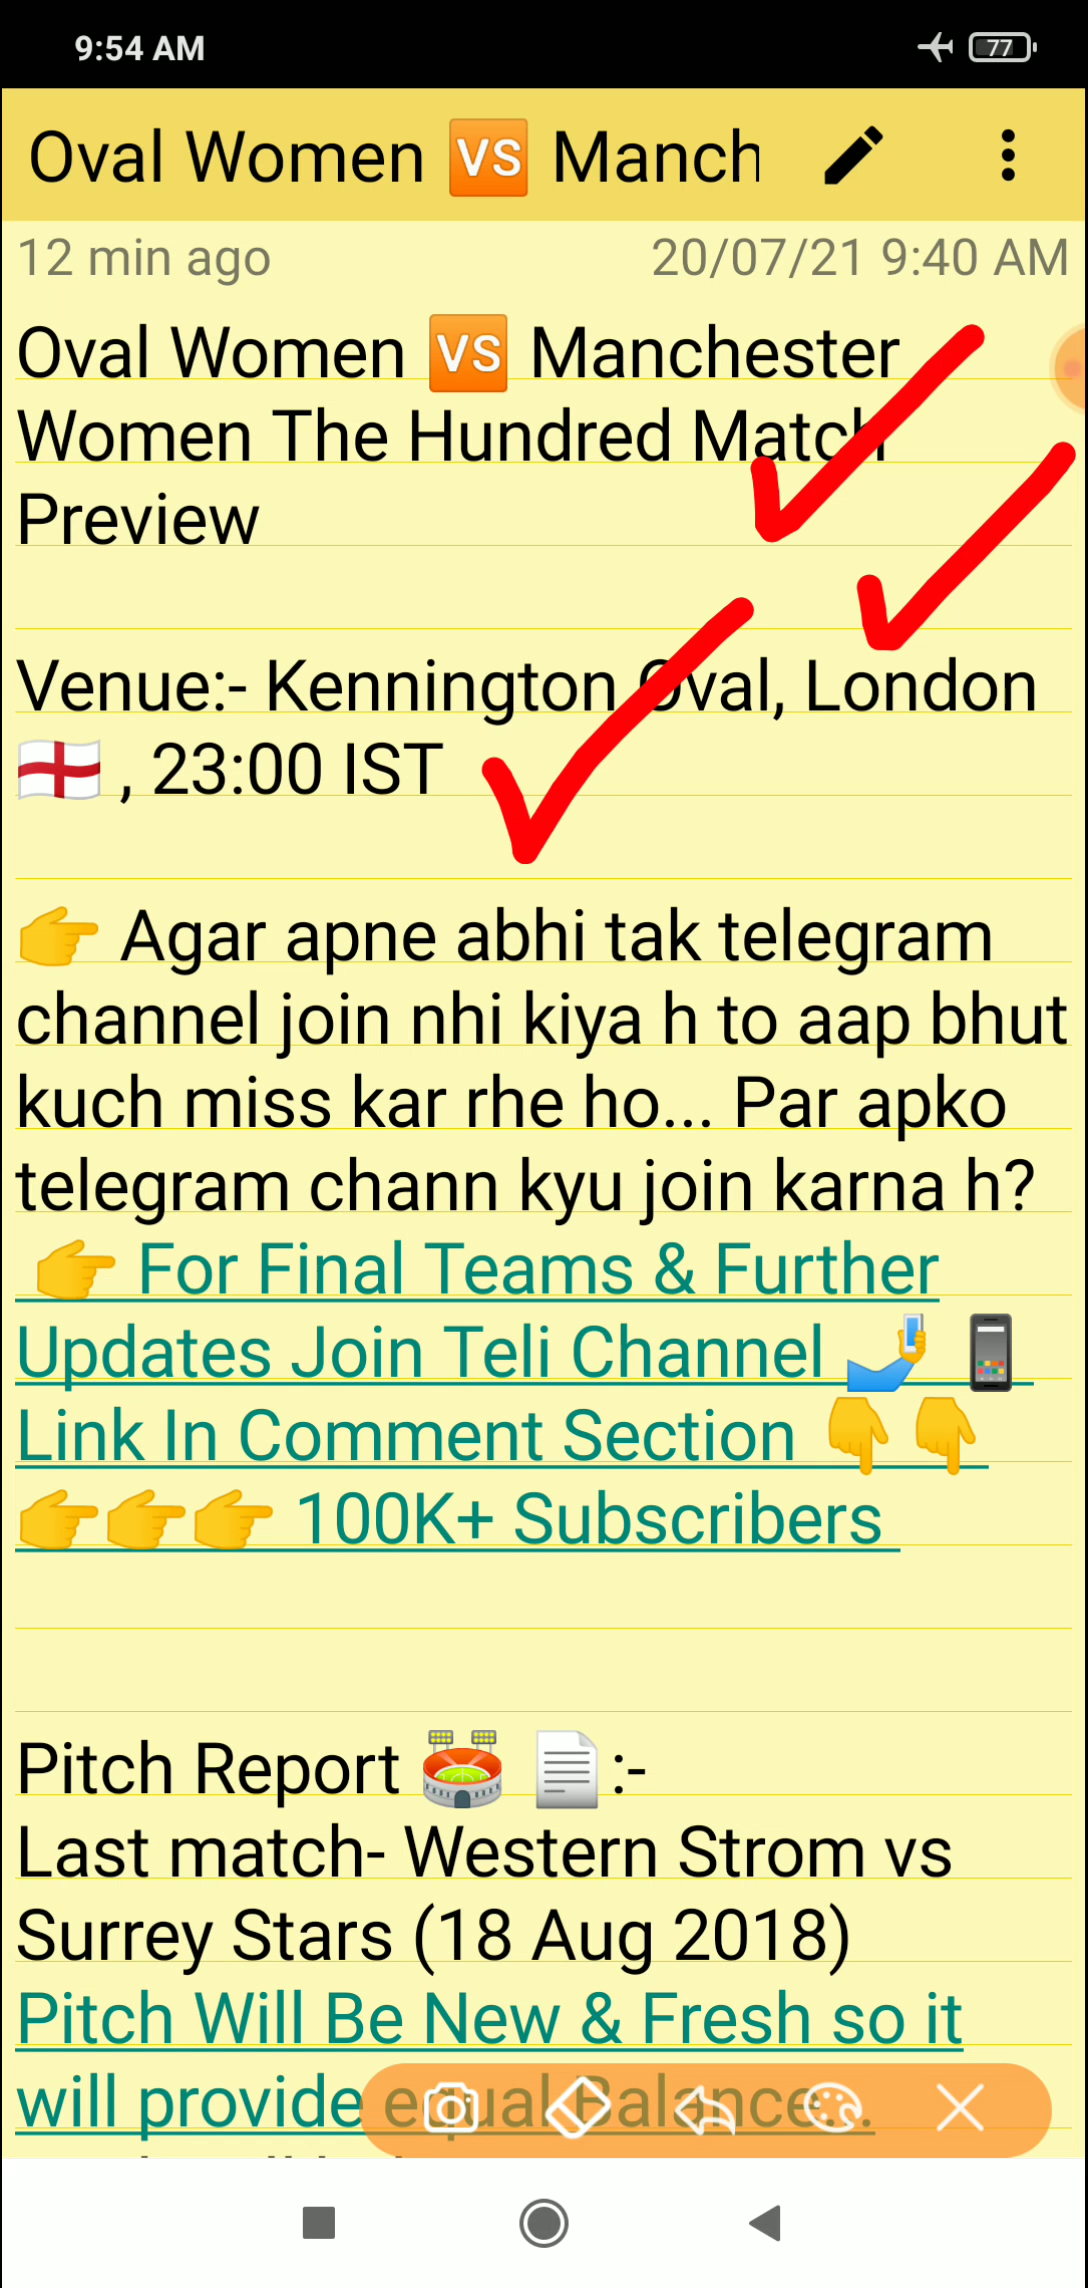 9:54 AM
77
Oval Women 🆚 Manch
12 min ago 20/07/21 9:40 AM
Oval Women 🆚 Manchester
Women The Hundred Match
Preview
Venue:- Kennington Oval, London
🏴󠁧󠁢󠁥󠁮󠁧󠁿 , 23:00 IST
👉 Agar apne abhi tak telegram
channel join nhi kiya h to aap bhut
kuch miss kar rhe ho... Par apko
telegram chann kyu join karna h?
👉 For Final Teams & Further
Updates Join Teli Channel 🤳 📱
Link In Comment Section 👇👇
👉👉👉 100K+ Subscribers
Pitch Report 🏟 📄:-
Last match- Western Strom vs
Surrey Stars (18 Aug 2018)
Pitch Will Be New & Fresh so it
will provide equal Balance...